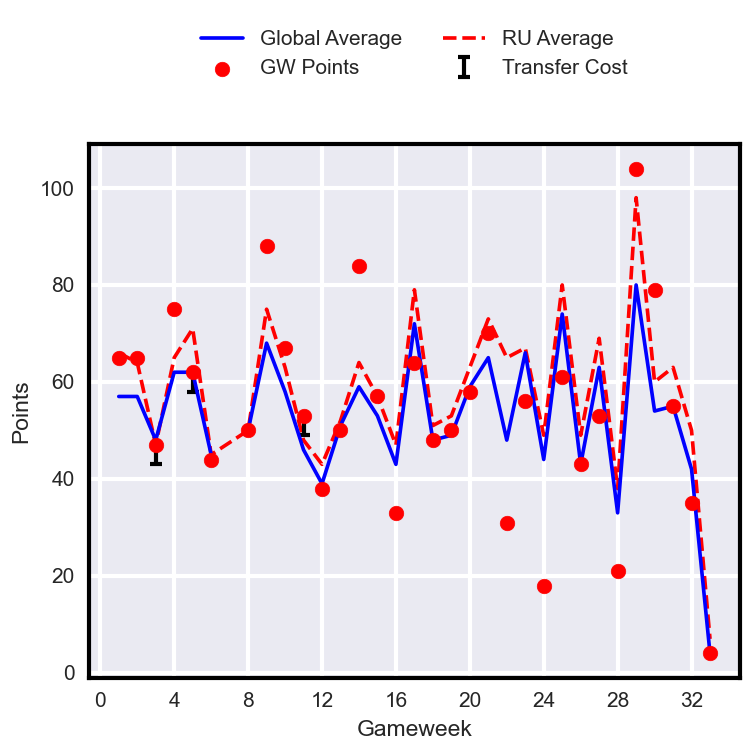 Global Average
RU Average
GW Points
Transfer Cost
100
80
60
40
20
0
Points
0 4 8 12 16 20 24 28 32
Gameweek